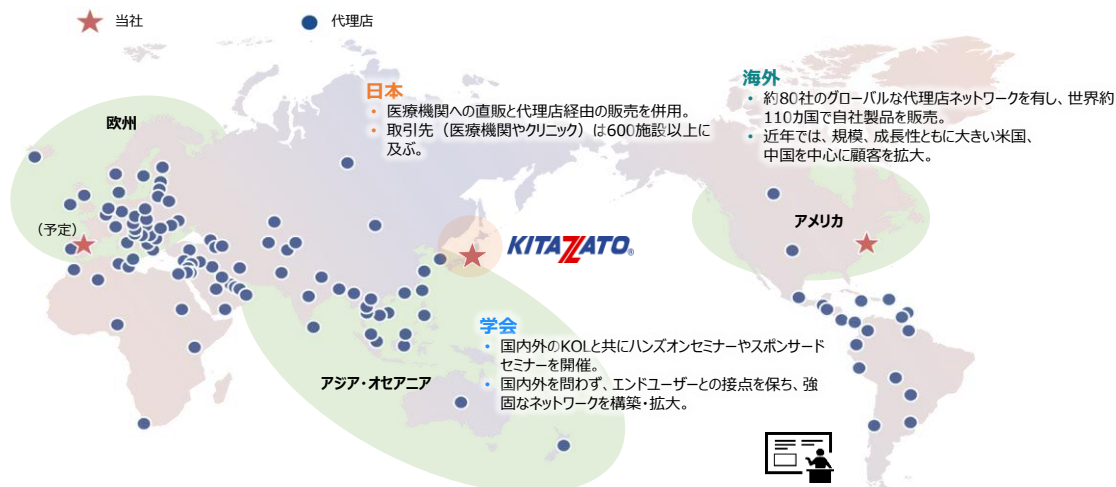 当社
代理店
日本
• 医療機関への直販と代理店経由の販売を併用。
• 取引先（医療機関やクリニック）は600施設以上に
及ぶ。
海外
• 約80社のグローバルな代理店ネットワークを有し、世界約
110カ国で自社製品を販売。
• 近年では、規模、成長性ともに大きい米国、
中国を中心に顧客を拡大。
欧州
（予定）
アメリカ
KITAZATO®
学会
• 国内外のKOLと共にハンズオンセミナーやスポンサード
セミナーを開催。
• 国内外を問わず、エンドユーザーとの接点を保ち、強
固なネットワークを構築・拡大。
アジア・オセアニア